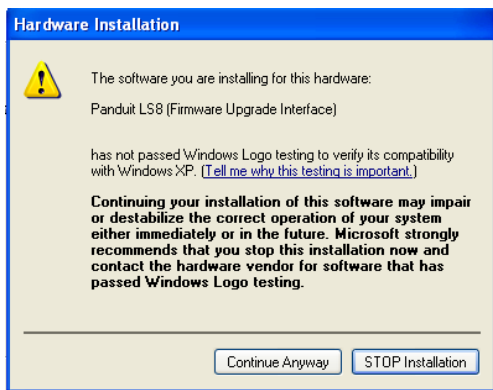 Hardware Installation
The software you are installing for this hardware:
Panduit LS8 (Firmware Upgrade Interface)
has not passed Windows Logo testing to verify its compatibility
with Windows XP. (Tell me why this testing is important.)
Continuing your installation of this software may impair
or destabilize the correct operation of your system
either immediately or in the future. Microsoft strongly
recommends that you stop this installation now and
contact the hardware vendor for software that has
passed Windows Logo testing.
Continue Anyway STOP Installation